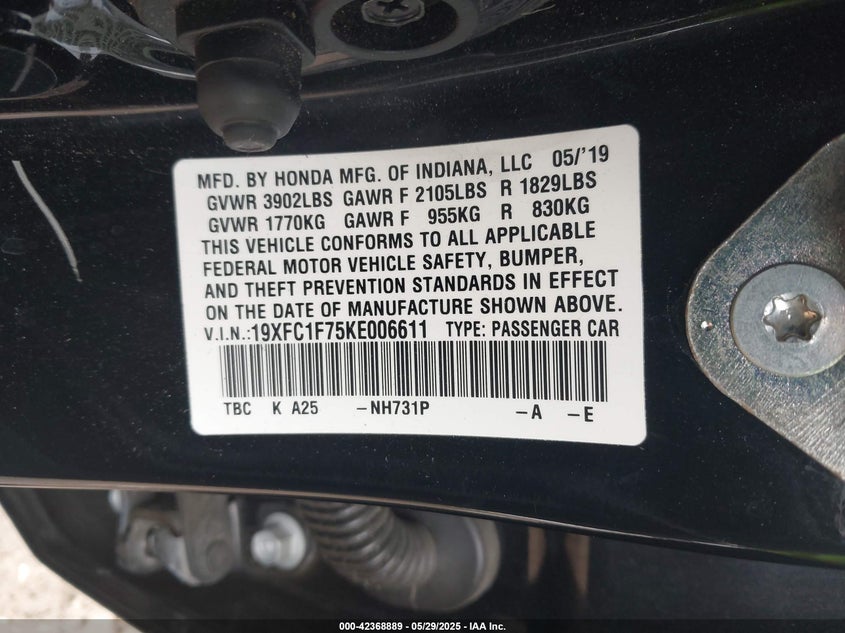 MFD. BY HONDA MFG. OF INDIANA, LLC 05/'19
GVWR 3902LBS GAWR F 2105LBS R 1829LBS
GVWR 1770KG GAWR F 955KG R 830KG
THIS VEHICLE CONFORMS TO ALL APPLICABLE
FEDERAL MOTOR VEHICLE SAFETY, BUMPER,
AND THEFT PREVENTION STANDARDS IN EFFECT
ON THE DATE OF MANUFACTURE SHOWN ABOVE.
V.I.N.:19XFC1F75KE006611 TYPE: PASSENGER CAR
TBC K A25 –NH731P –A –E
000-42368889 — 05/29/2025 — IAA Inc.